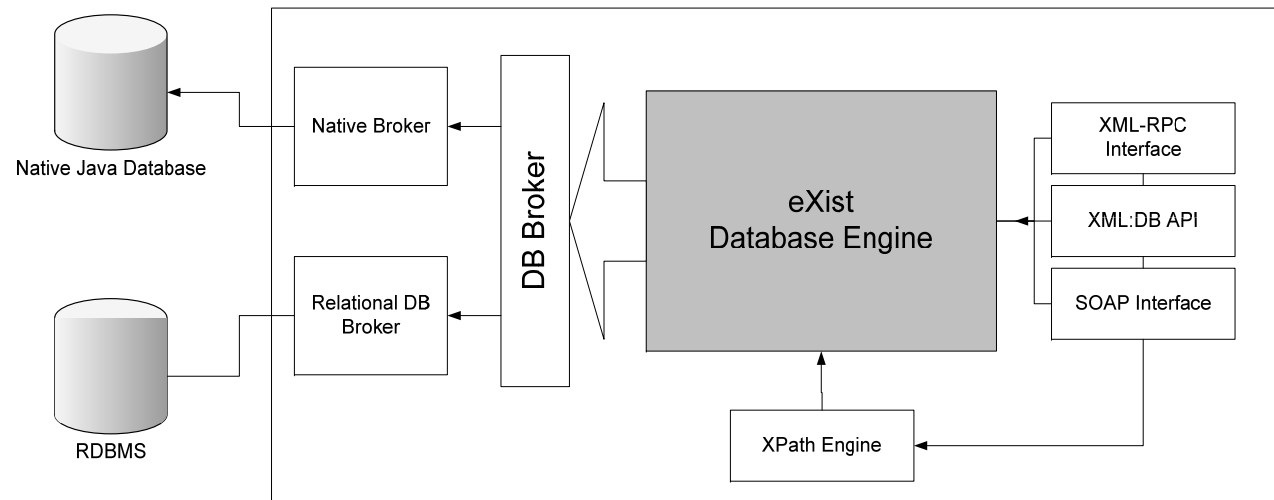 Native Java Database
Native Broker
DB Broker
eXist
Database Engine
XML-RPC
Interface
XML:DB API
SOAP Interface
Relational DB
Broker
RDBMS
XPath Engine